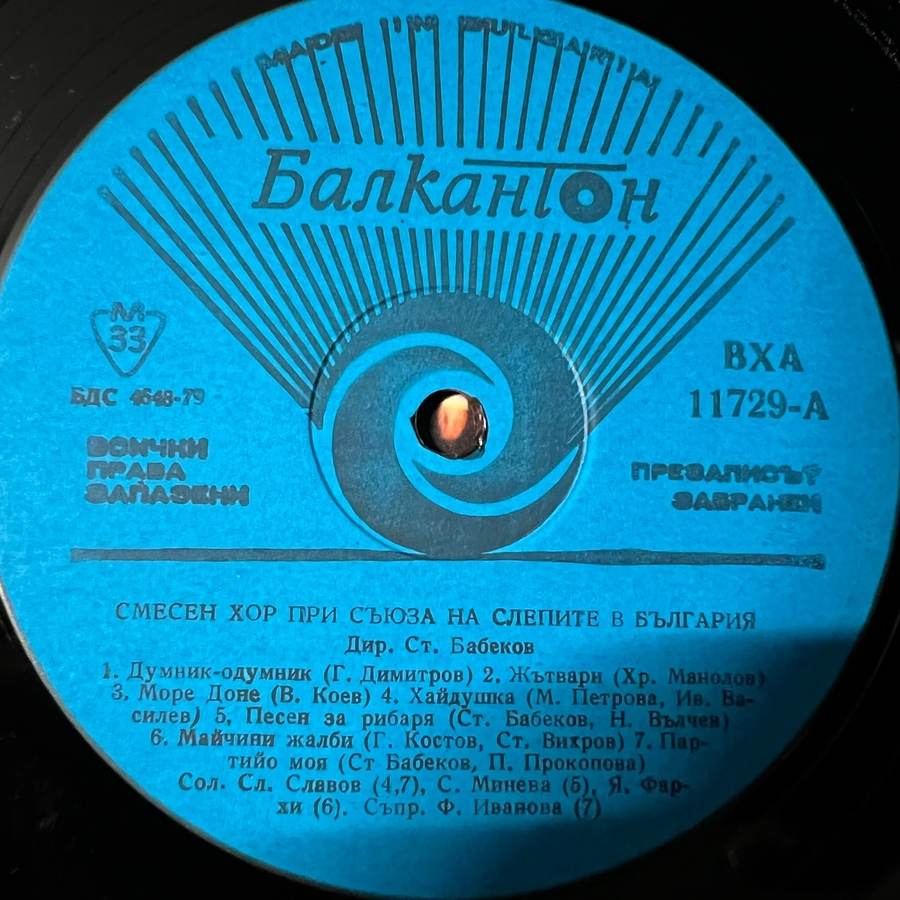 MADE IN BULGARIA
Балкантон
М
33
БДС 4648-79
ВХА
11729-А
ВСИЧКИ
ПРАВА
ЗАПАЗЕНИ
ПРЕЗАПИСЪТ
ЗАБРАНЕН
СМЕСЕН ХОР ПРИ СЪЮЗА НА СЛЕПИТЕ В БЪЛГАРИЯ
Дир. Ст. Бабеков
1. Думник-одумник (Г. Димитров) 2. Жътвари (Хр. Манолов)
3. Море Доне (В. Коев) 4. Хайдушка (М. Петрова, Ив. Ва-
силев) 5, Песен за рибаря (Ст. Бабеков, Н. Вълчев)
6. Майчини жалби (Г. Костов, Ст. Вихров) 7. Пар-
тийо моя (Ст Бабеков, П. Прокопова)
Сол. Сл. Славов (4,7), С. Минева (5), Я. Фар-
хи (6). Съпр. Ф. Иванова (7)